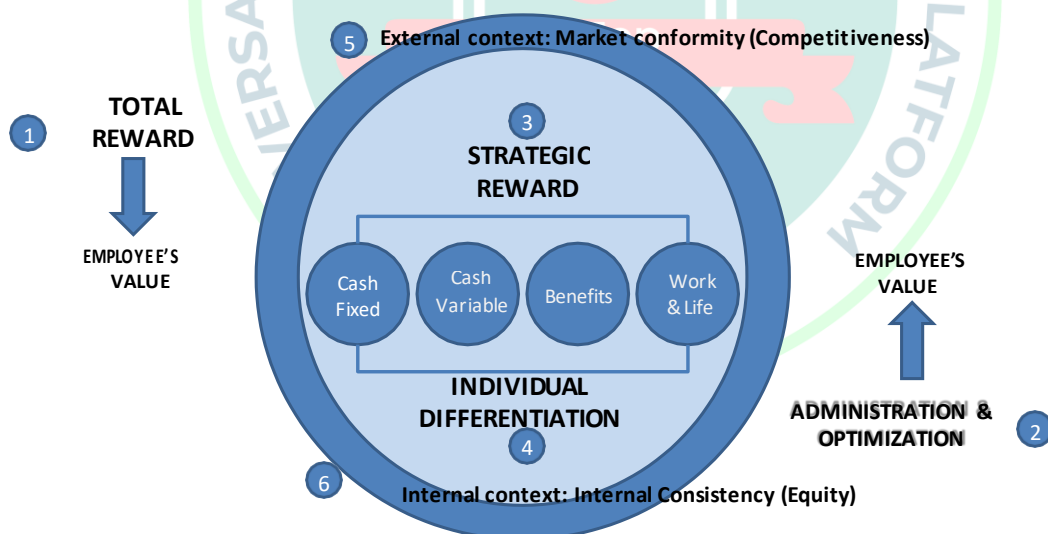 5 External context: Market conformity (Competitiveness)
1
TOTAL
REWARD
EMPLOYEE'S
VALUE
3
STRATEGIC
REWARD
Cash
Fixed
Cash
Variable
Benefits
Work
& Life
INDIVIDUAL
DIFFERENTIATION
4
EMPLOYEE'S
VALUE
ADMINISTRATION &
OPTIMIZATION
2
6
Internal context: Internal Consistency (Equity)